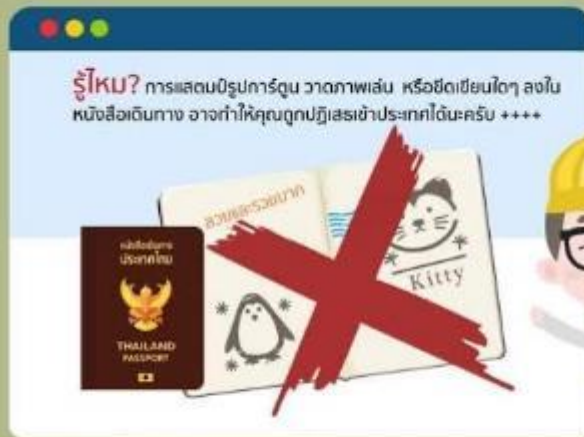 รู้ไหม? การแสตมป์รูปการ์ตูน วาดภาพเล่น หรือขีดเขียนใดๆ ลงใน
หนังสือเดินทาง อาจทำให้คุณถูกปฏิเสธเข้าประเทศได้นะครับ ++++
สวยและรวยมาก
Kitty
หนังสือเดินทาง
ประเทศไทย
THAILAND
PASSPORT